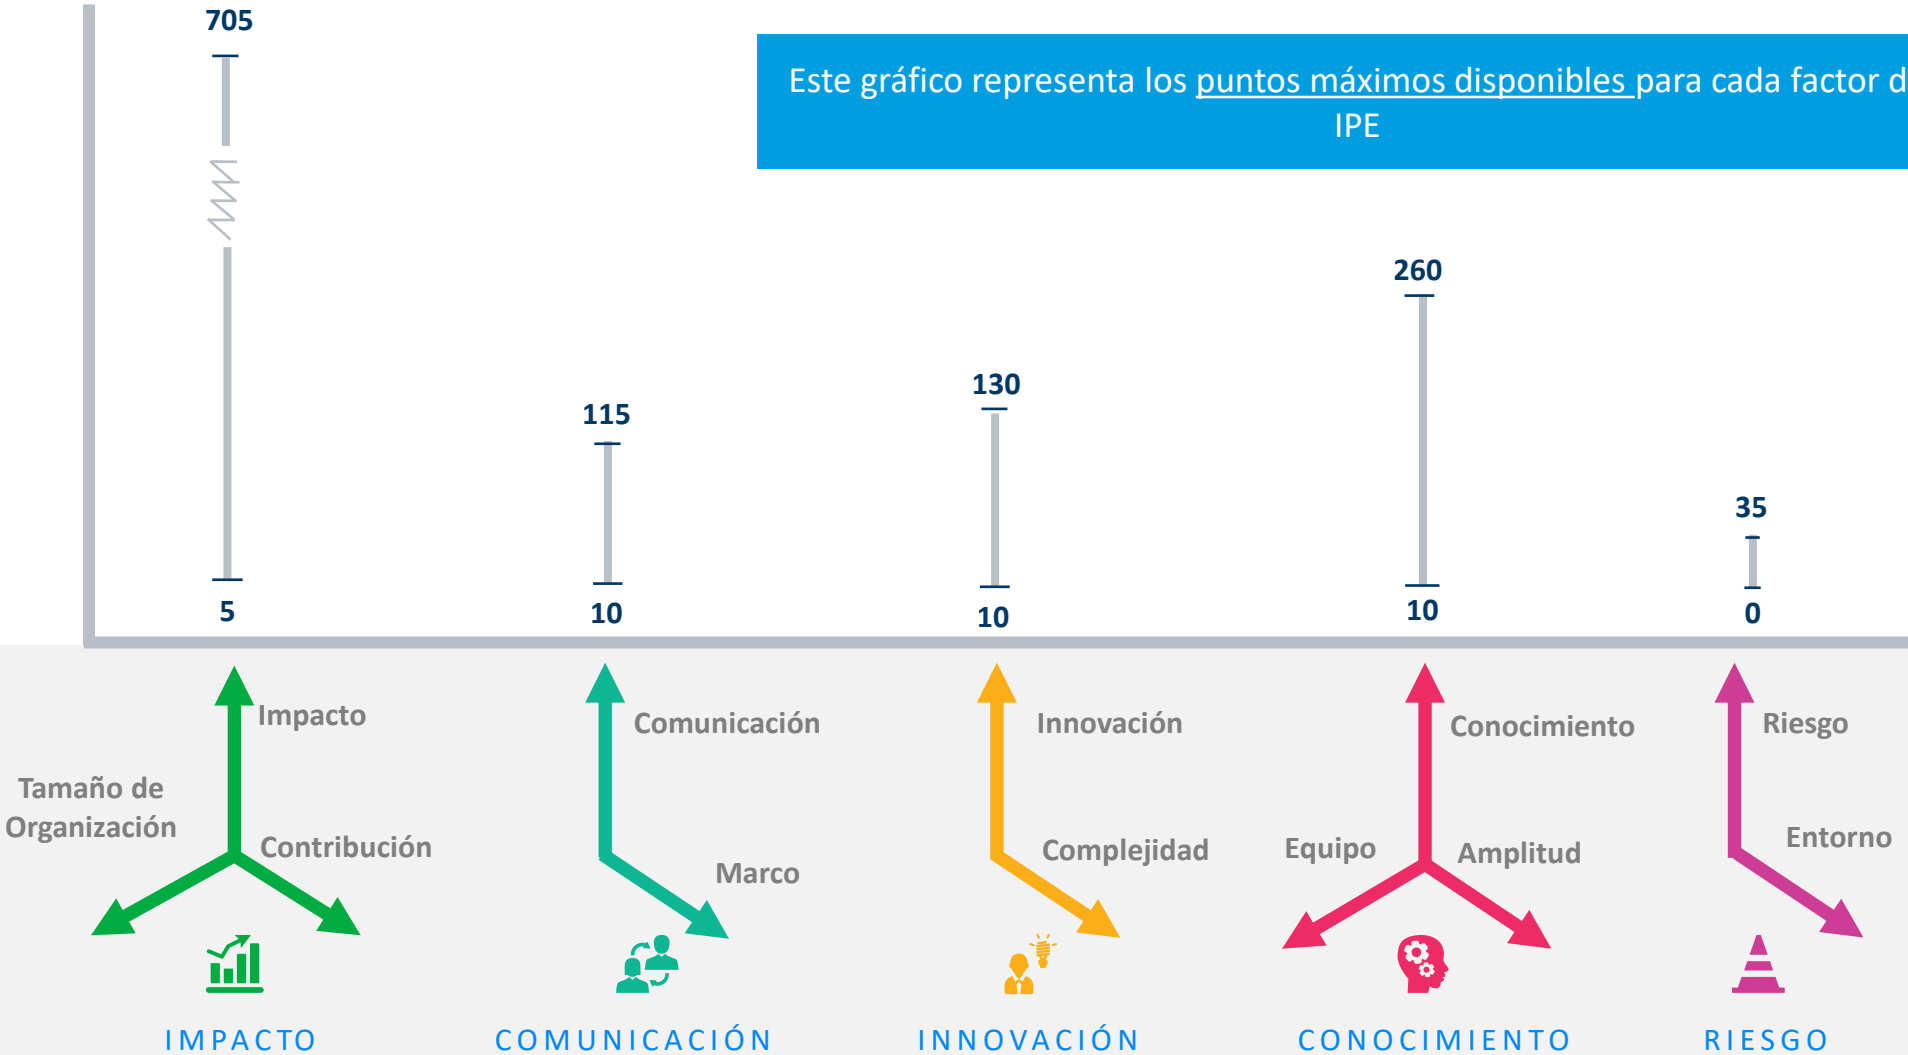 705
Este gráfico representa los puntos máximos disponibles para cada factor d
IPE
260
130
115
35
5
10
10
10
0
Impacto
Tamaño de
Organización
Contribución
Comunicación
Marco
Innovación
Complejidad
Conocimiento
Equipo
Amplitud
Riesgo
Entorno
IMPACTO
COMUNICACIÓN
INNOVACIÓN
CONOCIMIENTO
RIESGO